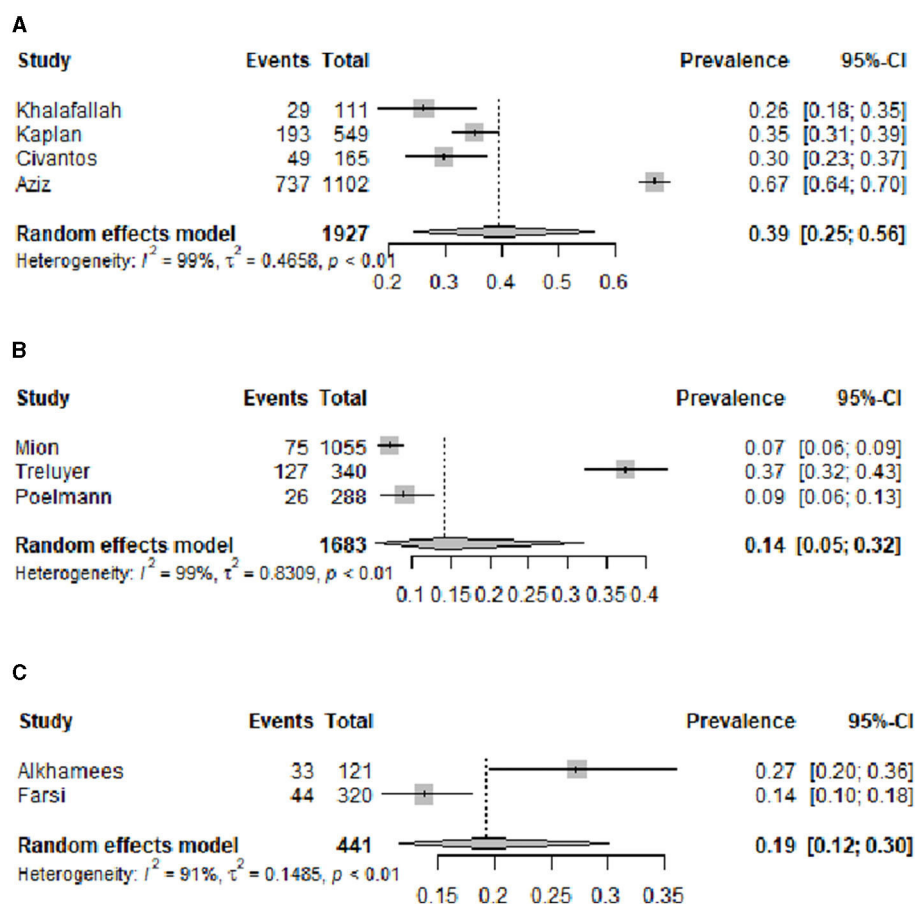 A
Study Events Total Prevalence 95%-CI
Khalafallah 29 111 0.26 [0.18; 0.35]
Kaplan 193 549 0.35 [0.31; 0.39]
Civantos 49 165 0.30 [0.23; 0.37]
Aziz 737 1102 0.67 [0.64; 0.70]
Random effects model 1927 0.39 [0.25; 0.56]
Heterogeneity: I² = 99%, τ² = 0.4658, p < 0.01
0.2 0.3 0.4 0.5 0.6
B
Study Events Total Prevalence 95%-CI
Mion 75 1055 0.07 [0.06; 0.09]
Treluyer 127 340 0.37 [0.32; 0.43]
Poelmann 26 288 0.09 [0.06; 0.13]
Random effects model 1683 0.14 [0.05; 0.32]
Heterogeneity: I² = 99%, τ² = 0.8309, p < 0.01
0.1 0.15 0.2 0.25 0.3 0.35 0.4
C
Study Events Total Prevalence 95%-CI
Alkhamees 33 121 0.27 [0.20; 0.36]
Farsi 44 320 0.14 [0.10; 0.18]
Random effects model 441 0.19 [0.12; 0.30]
Heterogeneity: I² = 91%, τ² = 0.1485, p < 0.01
0.15 0.2 0.25 0.3 0.35